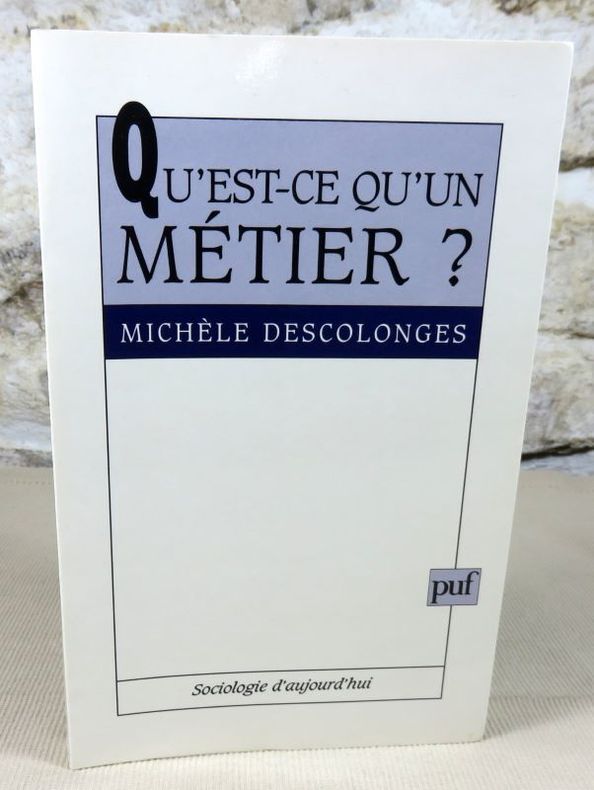 QU'EST-CE QU'UN
MÉTIER ?
MICHÈLE DESCOLONGES
puf
Sociologie d'aujourd'hui